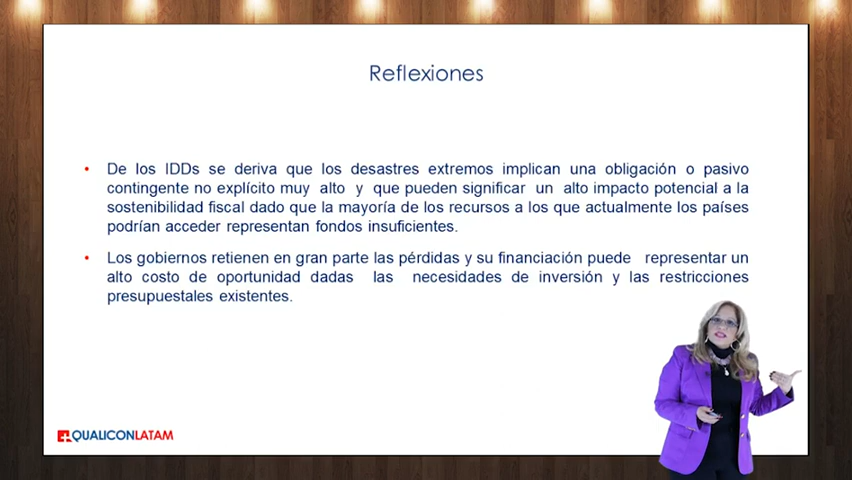 Reflexiones
• De los IDDs se deriva que los desastres extremos implican una obligación o pasivo
contingente no explícito muy alto y que pueden significar un alto impacto potencial a la
sostenibilidad fiscal dado que la mayoría de los recursos a los que actualmente los países
podrían acceder representan fondos insuficientes.
• Los gobiernos retienen en gran parte las pérdidas y su financiación puede representar un
alto costo de oportunidad dadas las necesidades de inversión y las restricciones
presupuestales existentes.
QUALICONLATAM